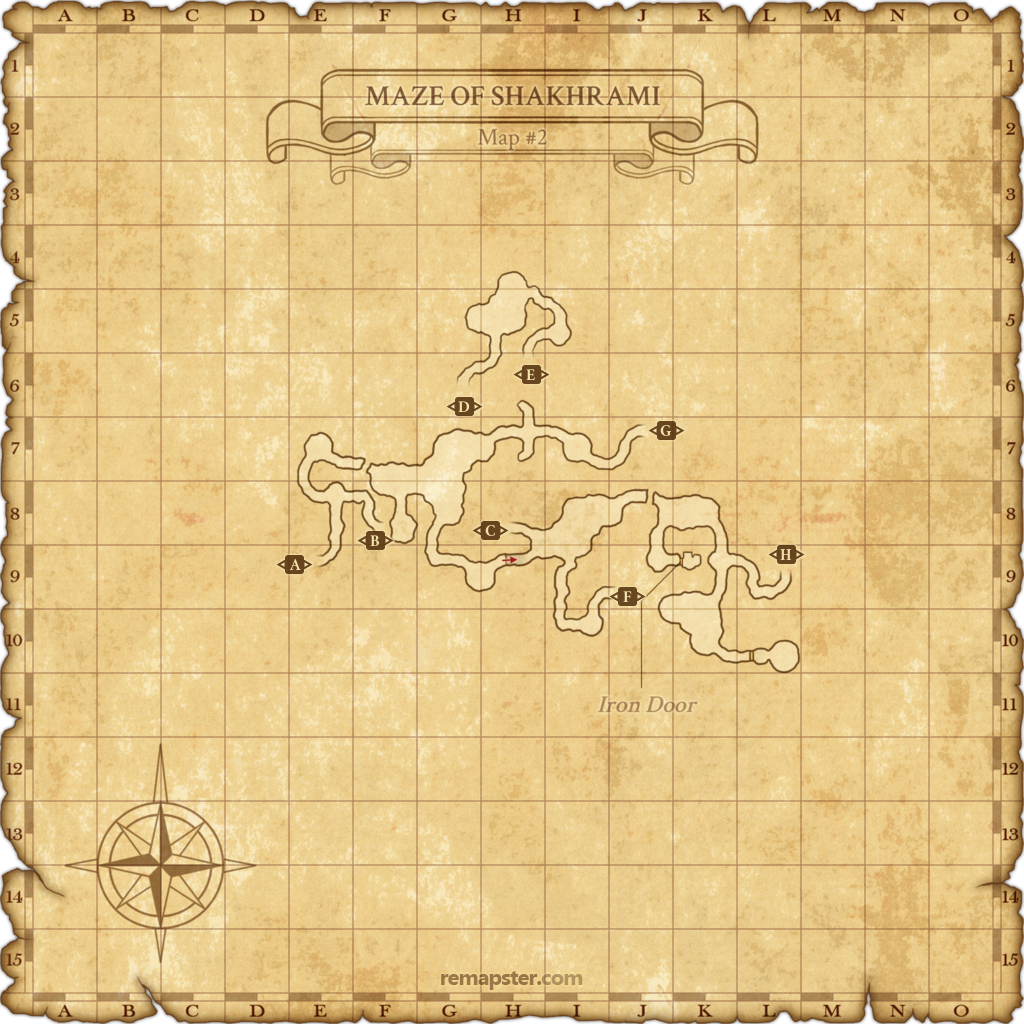 A B C D E F G H I J K L M N O
1 1
MAZE OF SHAKHRAMI
2 2
Map #2
3 3
4 4
5 5
E
6 6
D
G
7 7
8 8
C
B
H
A
9 9
F
10 10
Iron Door
11 11
12 12
13 13
14 14
15 15
remapster.com
A B C D E F G H I J K L M N O